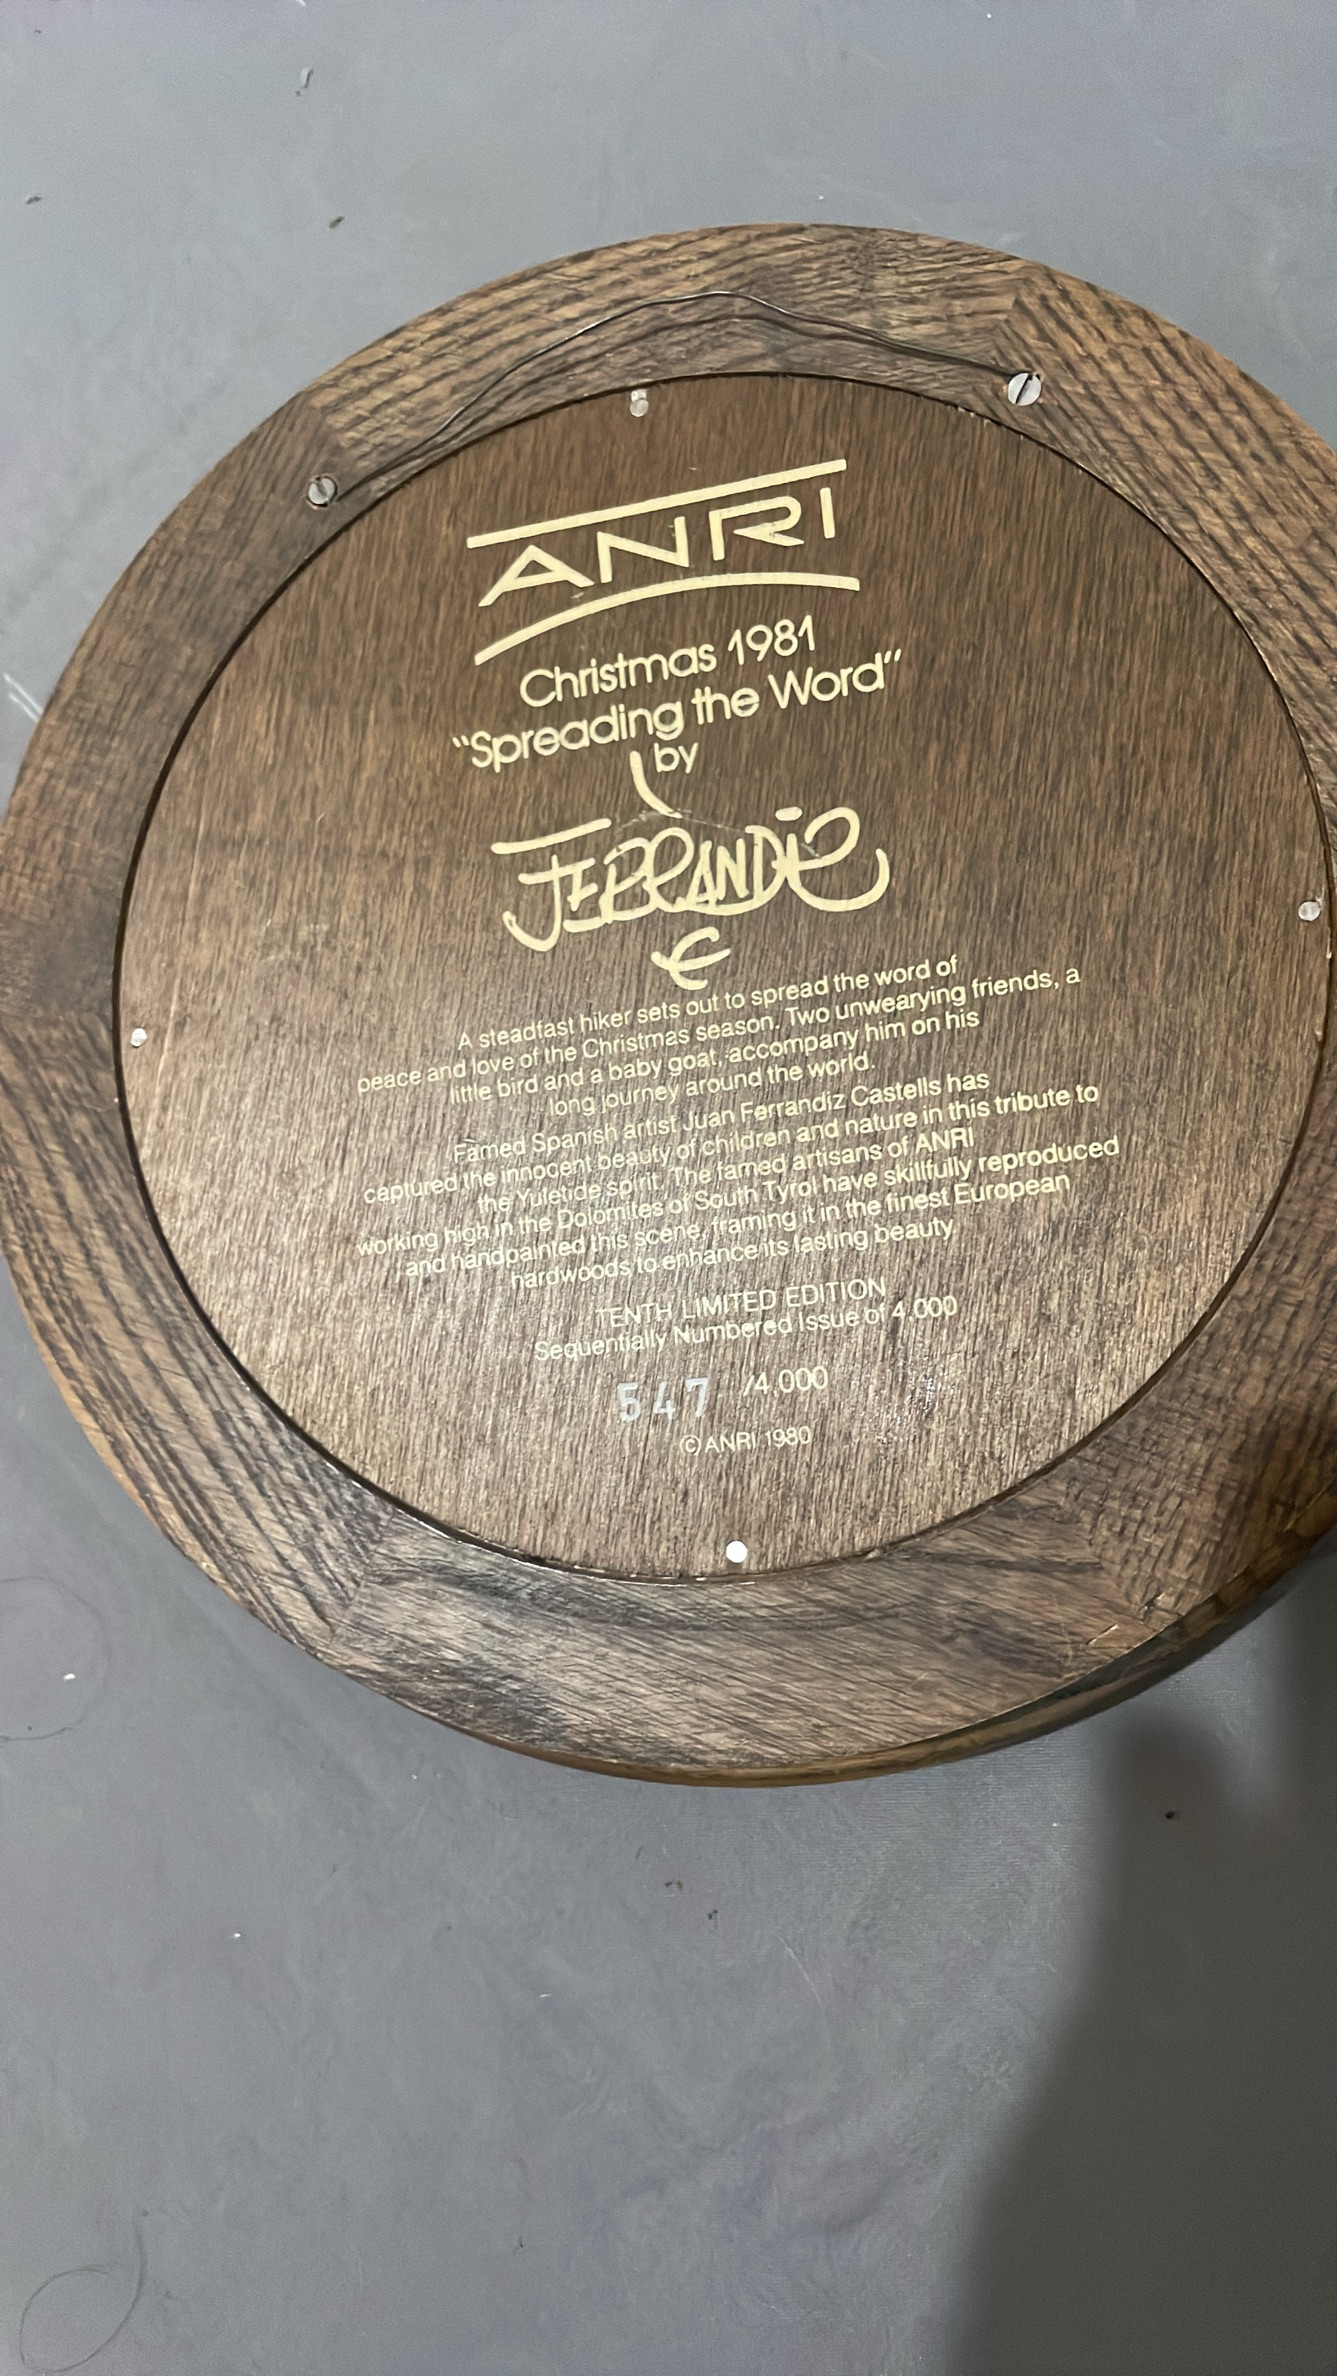 ANRI
Christmas 1981
“Spreading the Word”
by
FERRANDiz
A steadfast hiker sets out to spread the word of
peace and love of the Christmas season. Two unwearying friends, a
little bird and a baby goat, accompany him on his
long journey around the world.
Famed Spanish artist Juan Ferrandiz Castells has
captured the innocent beauty of children and nature in this tribute to
the Yuletide spirit. The famed artisans of ANRI
working high in the Dolomites of South Tyrol have skillfully reproduced
and handpainted this scene, framing it in the finest European
hardwoods to enhance its lasting beauty.
TENTH LIMITED EDITION
Sequentially Numbered Issue of 4.000
547 /4.000
© ANRI 1980